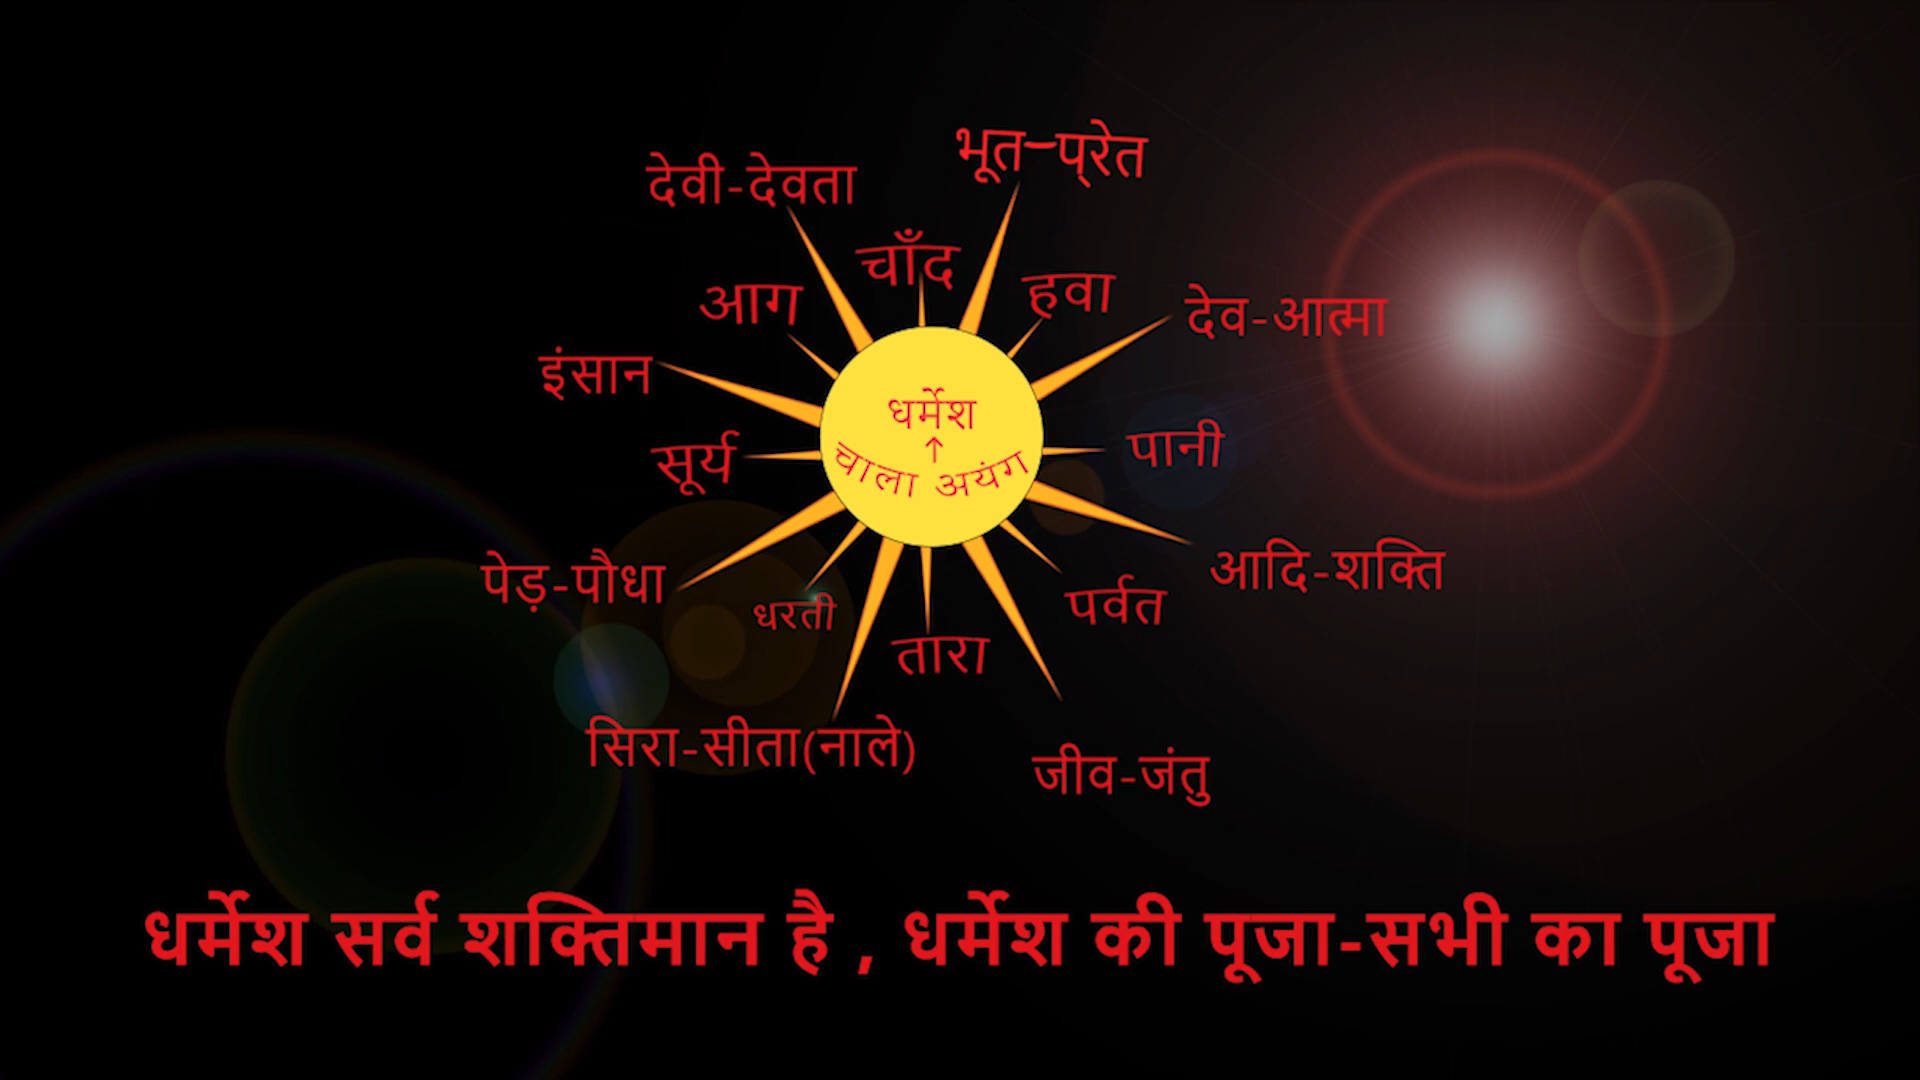 भूत-प्रेत
देवी-देवता
चाँद
हवा
आग
देव-आत्मा
इंसान
धर्मेश
↑
चाला अयंग
सूर्य
पानी
पेड़-पौधा
आदि-शक्ति
धरती
पर्वत
तारा
सिरा-सीता(नाले)
जीव-जंतु
धर्मेश सर्व शक्तिमान है , धर्मेश की पूजा-सभी का पूजा